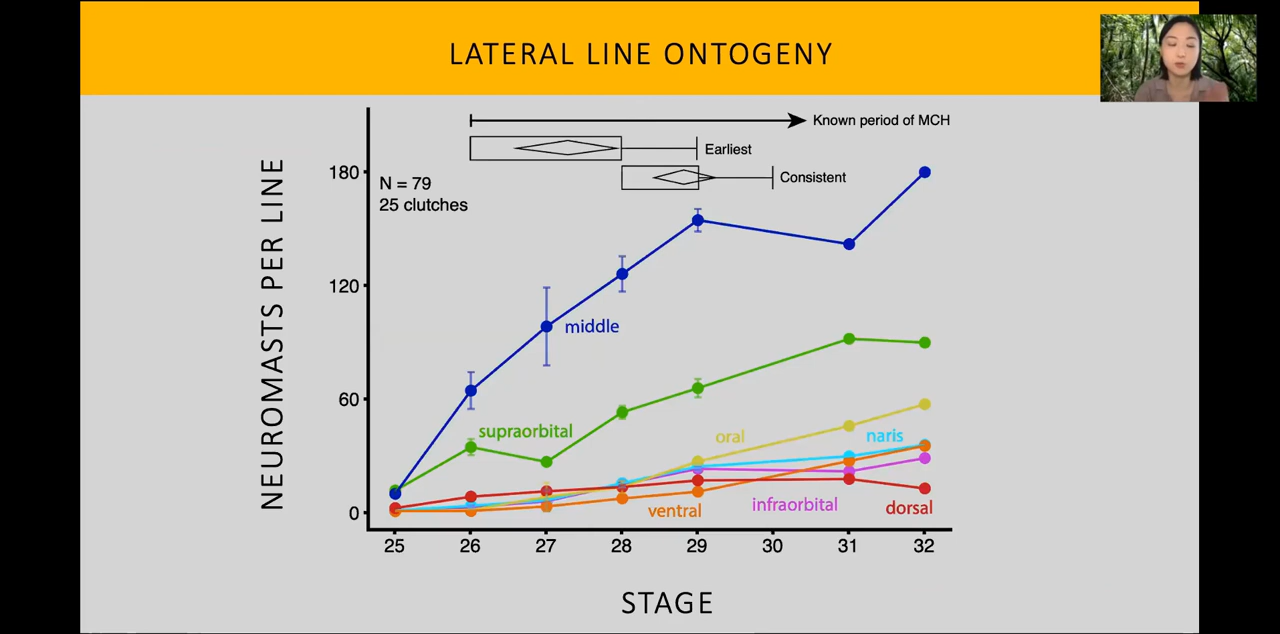 LATERAL LINE ONTOGENY
Known period of MCH
Earliest
Consistent
N = 79
25 clutches
NEUROMASTS PER LINE
180
120
60
0
middle
supraorbital
oral
naris
ventral
infraorbital
dorsal
25 26 27 28 29 30 31 32
STAGE